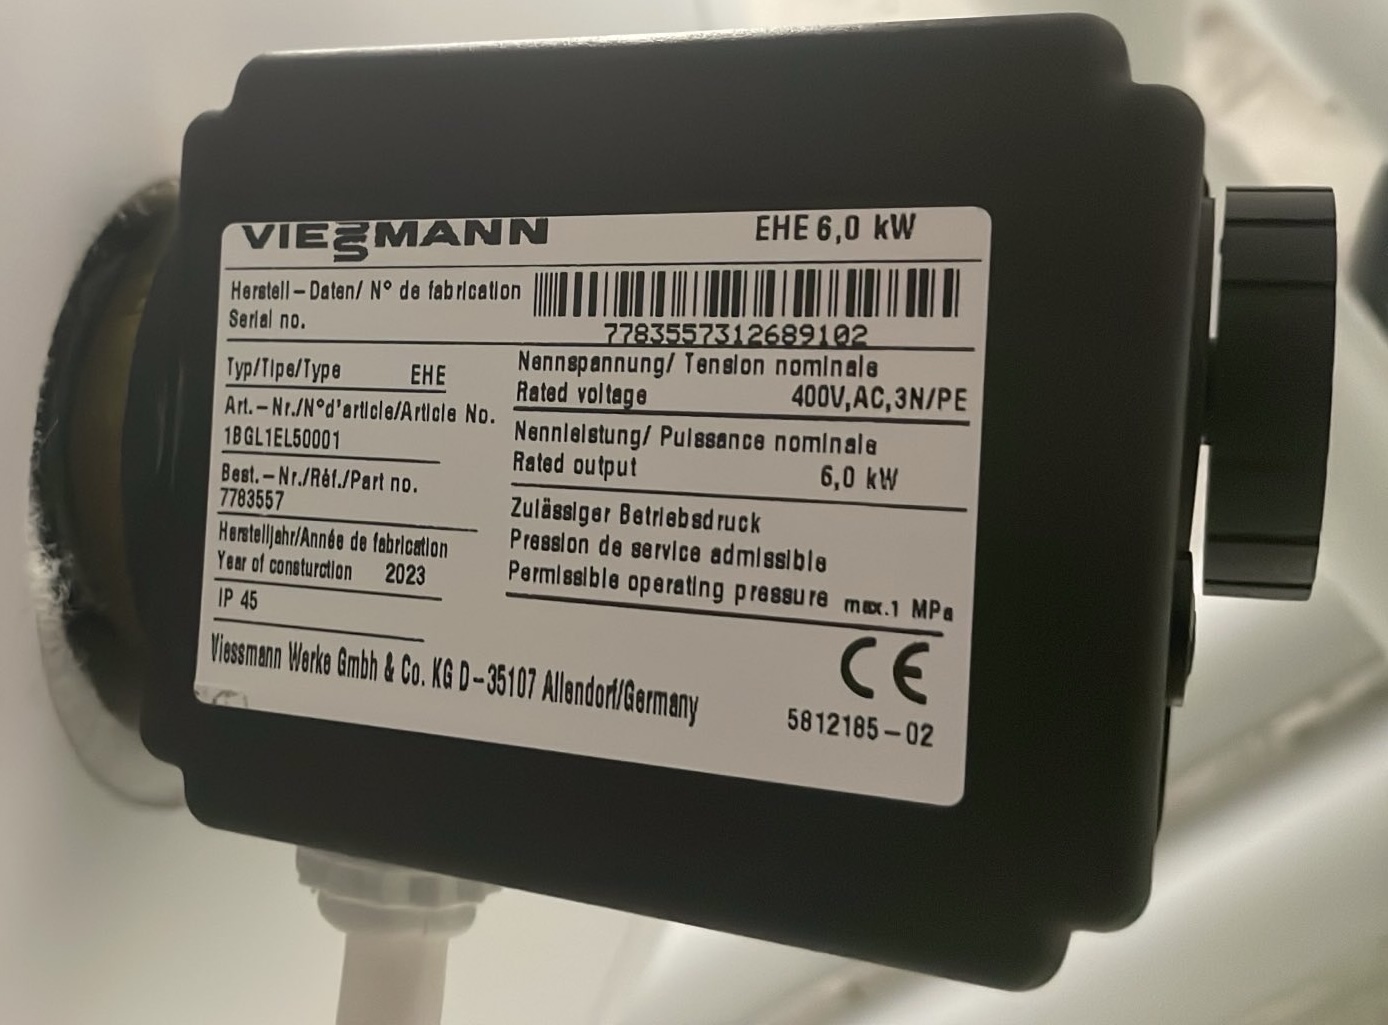 VIESMANN EHE 6,0 kW
Herstell-Daten/ N° de fabrication
Serial no.
7783557312689102
Typ/Tipe/Type EHE
Art.-Nr./N°d'article/Article No.
1BGL1EL50001
Best.-Nr./Réf./Part no.
7783557
Herstelljahr/Année de fabrication
Year of consturction 2023
IP 45
Nennspannung/ Tension nominale
Rated voltage 400V,AC,3N/PE
Nennleistung/ Puissance nominale
Rated output 6,0 kW
Zulässiger Betriebsdruck
Pression de service admissible
Permissible operating pressure max.1 MPa
Viessmann Werke Gmbh & Co. KG D-35107 Allendorf/Germany
CE
5812185-02